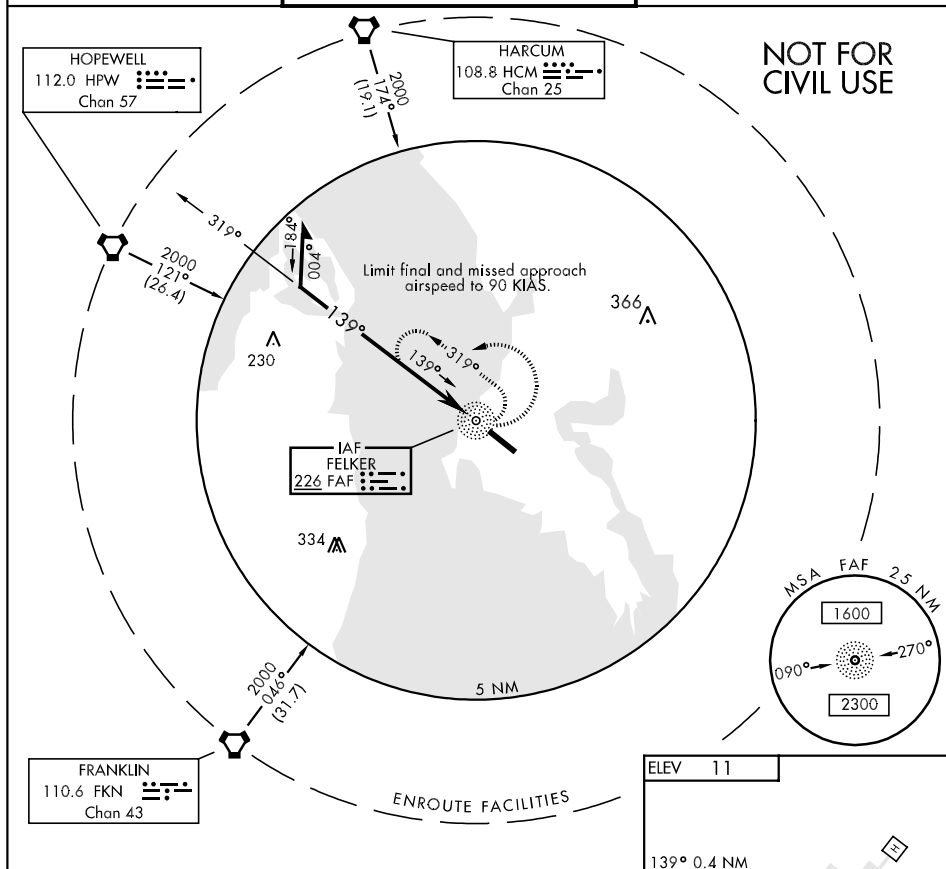 HOPEWELL
112.0 HPW
Chan 57
HARCUM
108.8 HCM
Chan 25
NOT FOR
CIVIL USE
2000
174°
(19.1)
319°
184°
004°
2000
121°
(26.4)
Limit final and missed approach
airspeed to 90 KIAS.
366
139°
230
319°
139°
IAF
FELKER
226 FAF
334
MSA FAF 25 NM
1600
090°
270°
2300
2000
046°
(31.7)
5 NM
FRANKLIN
110.6 FKN
Chan 43
ENROUTE FACILITIES
ELEV 11
139° 0.4 NM
H